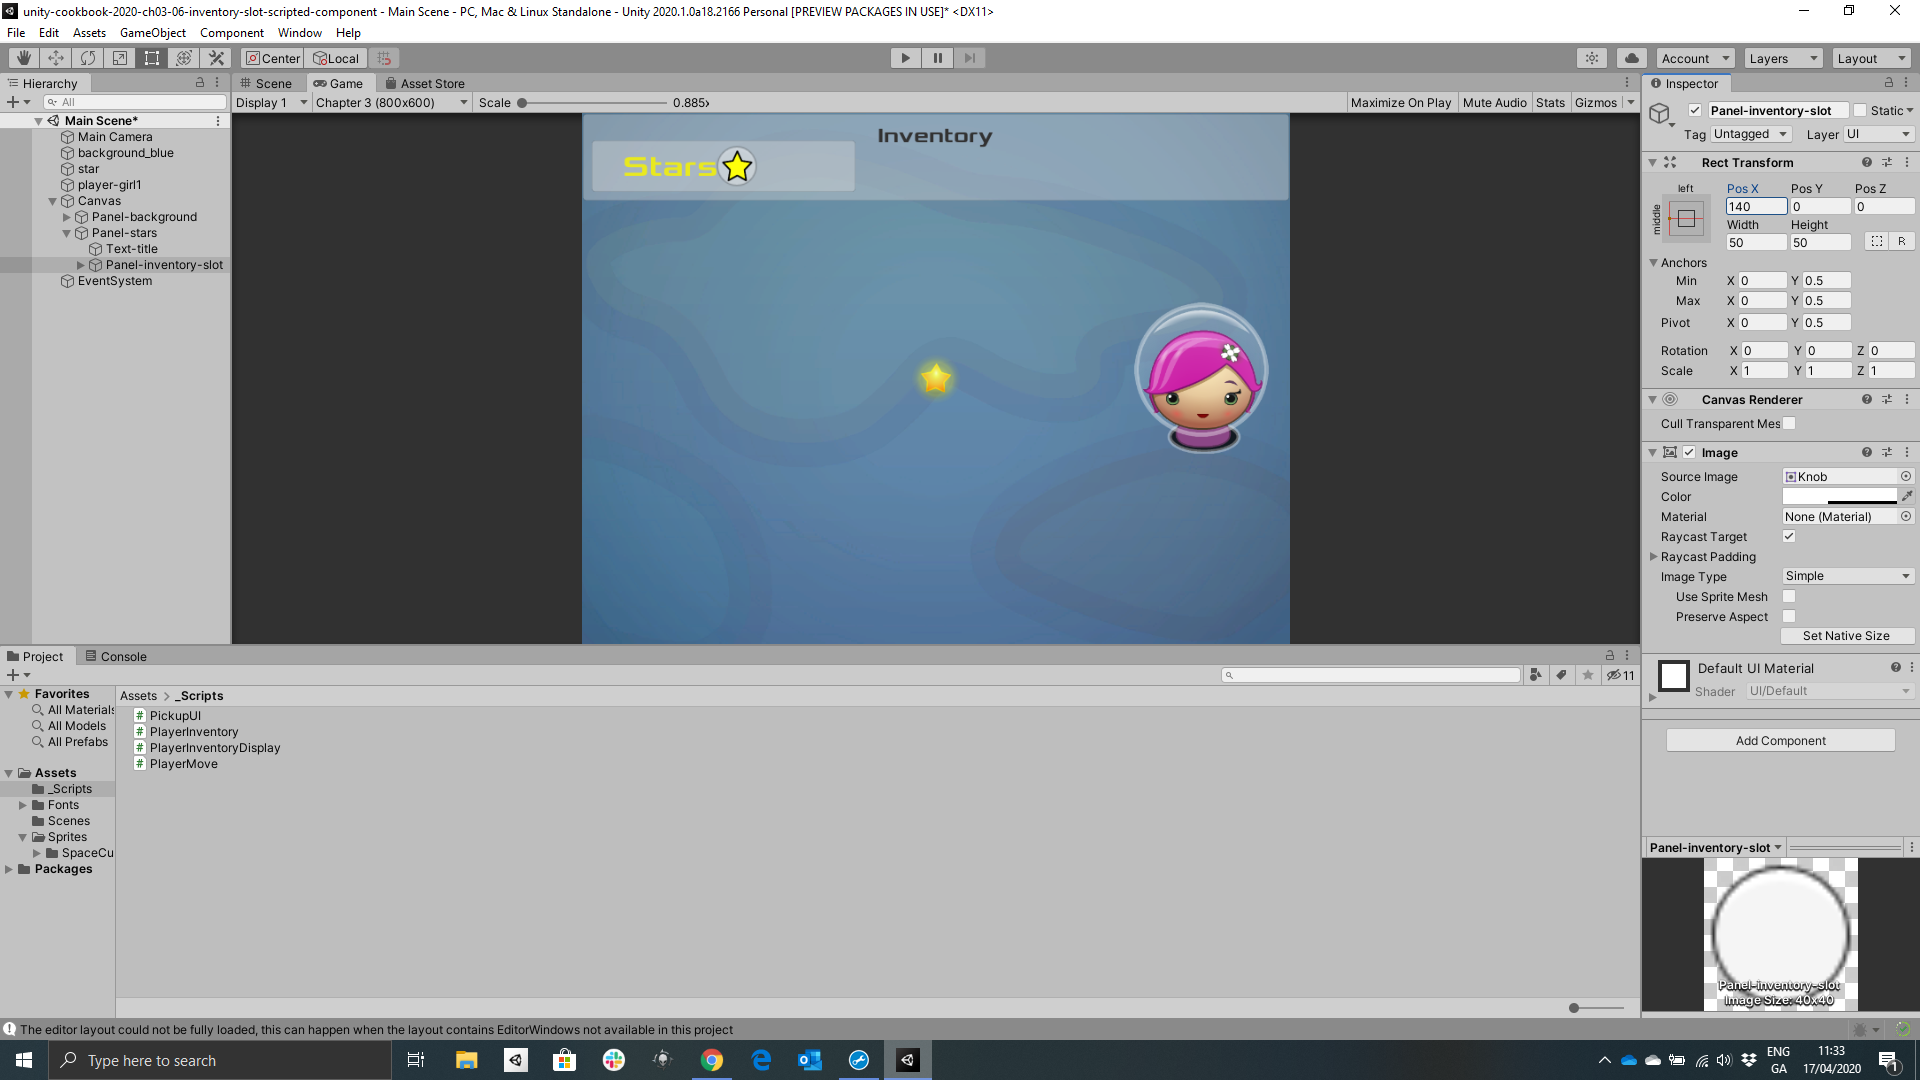 unity-cookbook-2020-ch03-06-inventory-slot-scripted-component - Main Scene - PC, Mac & Linux Standalone - Unity 2020.1.0a18.2166 Personal [PREVIEW PACKAGES IN USE]* <DX11>
File Edit Assets GameObject Component Window Help
Center Local Account Layers Layout
Hierarchy
All
Main Scene*
Main Camera
background_blue
star
player-girl1
Canvas
Panel-background
Panel-stars
Text-title
Panel-inventory-slot
EventSystem
Scene Game Asset Store
Display 1 Chapter 3 (800x600) Scale 0.885x Maximize On Play Mute Audio Stats Gizmos
Inventory
Stars
Inspector
Panel-inventory-slot Static
Tag Untagged Layer UI
Rect Transform
left
middle
Pos X Pos Y Pos Z
140 0 0
Width Height
50 50 R
Anchors
Min X 0 Y 0.5
Max X 0 Y 0.5
Pivot X 0 Y 0.5
Rotation X 0 Y 0 Z 0
Scale X 1 Y 1 Z 1
Canvas Renderer
Cull Transparent Mes
Image
Source Image Knob
Color
Material None (Material)
Raycast Target
Raycast Padding
Image Type Simple
Use Sprite Mesh
Preserve Aspect
Set Native Size
Default UI Material
Shader UI/Default
Add Component
Panel-inventory-slot
Panel-inventory-slot
Image Size: 40x40
Project Console
11
Favorites
All Materials
All Models
All Prefabs
Assets
_Scripts
Fonts
Scenes
Sprites
SpaceCu
Packages
Assets > _Scripts
PickupUI
PlayerInventory
PlayerInventoryDisplay
PlayerMove
The editor layout could not be fully loaded, this can happen when the layout contains EditorWindows not available in this project
Type here to search
ENG
GA
11:33
17/04/2020
1